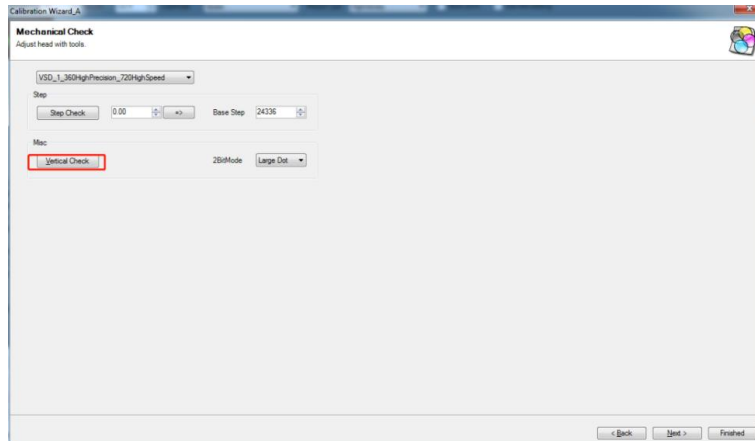 Calibration Wizard_A
Mechanical Check
Adjust head with tools.
VSD_1_360HighPrecision_720HighSpeed
Step
Step Check 0.00 => Base Step 24336
Misc
Vertical Check 2BitMode Large Dot
< Back Next > Finished